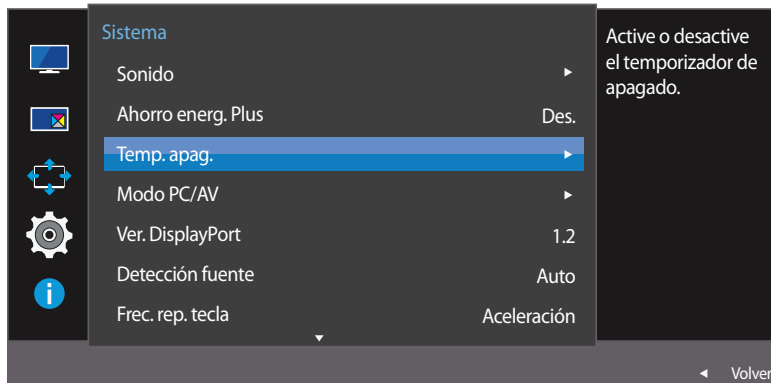 Sistema
Sonido
Ahorro energ. Plus Des.
Temp. apag.
Modo PC/AV
Ver. DisplayPort 1.2
Detección fuente Auto
Frec. rep. tecla Aceleración
Active o desactive
el temporizador de
apagado.
Volver